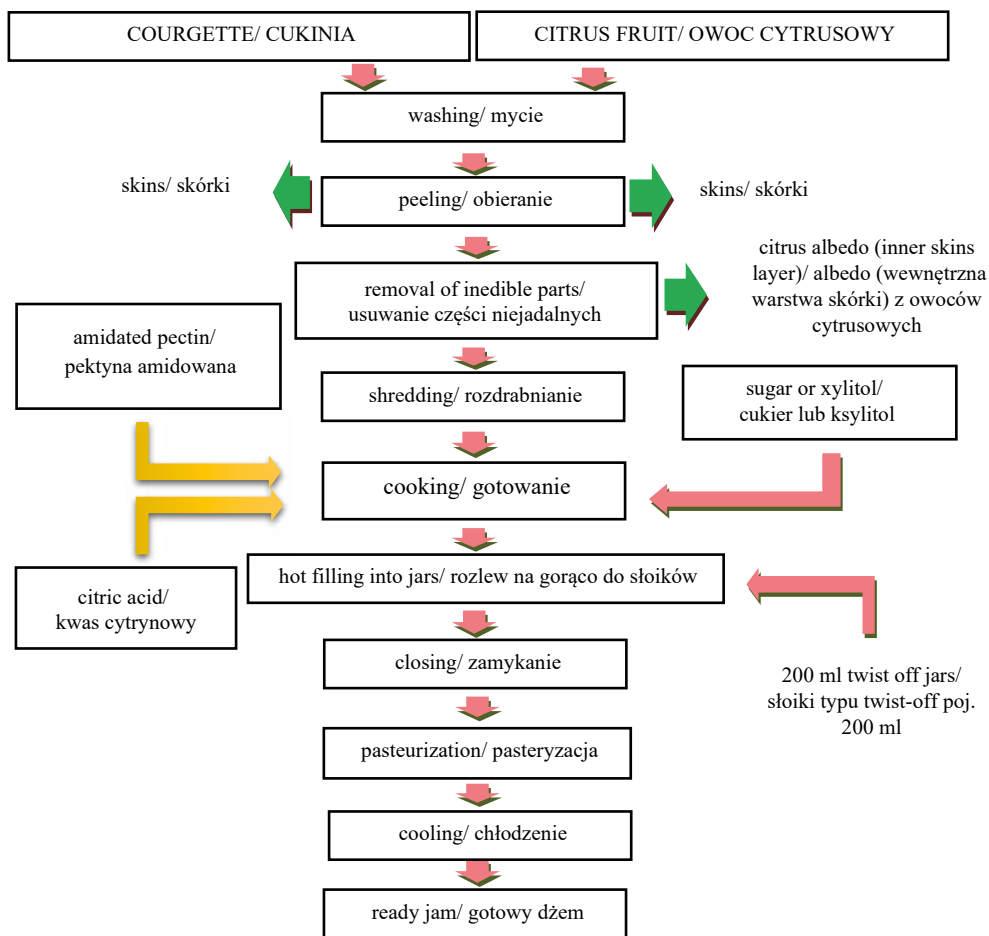 COURGETTE/ CUKINIA
CITRUS FRUIT/ OWOC CYTRUSOWY
washing/ mycie
skins/ skórki
peeling/ obieranie
skins/ skórki
removal of inedible parts/
usuwanie części niejadalnych
citrus albedo (inner skins
layer)/ albedo (wewnętrzna
warstwa skórki) z owoców
cytrusowych
amidated pectin/
pektyna amidowana
shredding/ rozdrabnianie
sugar or xylitol/
cukier lub ksylitol
cooking/ gotowanie
hot filling into jars/ rozlew na gorąco do słoików
citric acid/
kwas cytrynowy
closing/ zamykanie
200 ml twist off jars/
słoiki typu twist-off poj.
200 ml
pasteurization/ pasteryzacja
cooling/ chłodzenie
ready jam/ gotowy dżem